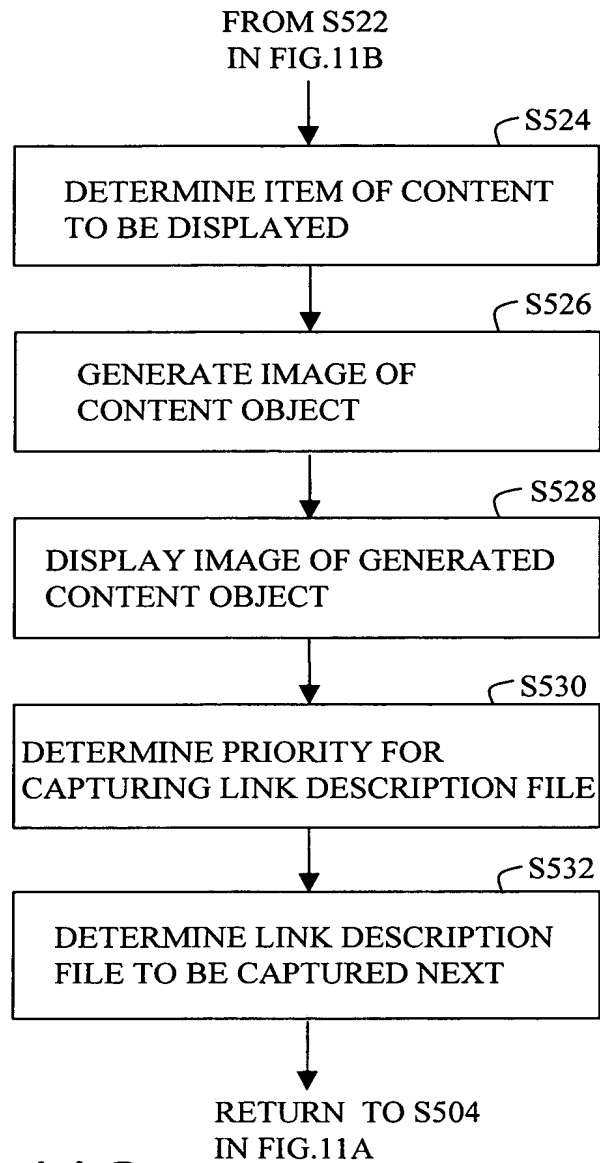 FROM S522
IN FIG.11B
S524
DETERMINE ITEM OF CONTENT
TO BE DISPLAYED
S526
GENERATE IMAGE OF
CONTENT OBJECT
S528
DISPLAY IMAGE OF GENERATED
CONTENT OBJECT
S530
DETERMINE PRIORITY FOR
CAPTURING LINK DESCRIPTION FILE
S532
DETERMINE LINK DESCRIPTION
FILE TO BE CAPTURED NEXT
RETURN TO S504
IN FIG.11A